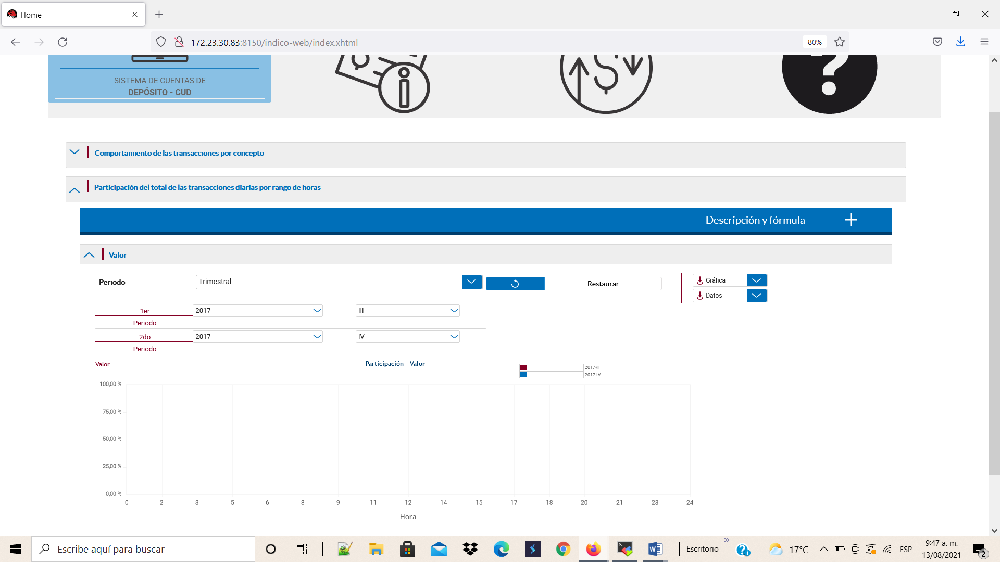 Home
172.23.30.83:8150/indico-web/index.xhtml
80%
SISTEMA DE CUENTAS DE
DEPÓSITO - CUD
Comportamiento de las transacciones por concepto
Participación del total de las transacciones diarias por rango de horas
Descripción y fórmula
Valor
Periodo
Trimestral
Restaurar
Gráfica
Datos
1er
Periodo
2017
III
2do
Periodo
2017
IV
Valor
Participación - Valor
2017-III
2017-IV
100,00 %
75,00 %
50,00 %
25,00 %
0,00 %
0 2 3 5 6 8 9 11 12 14 15 17 18 20 21 23 24
Hora
Escribe aquí para buscar
Escritorio
17°C
ESP
9:47 a. m.
13/08/2021
2